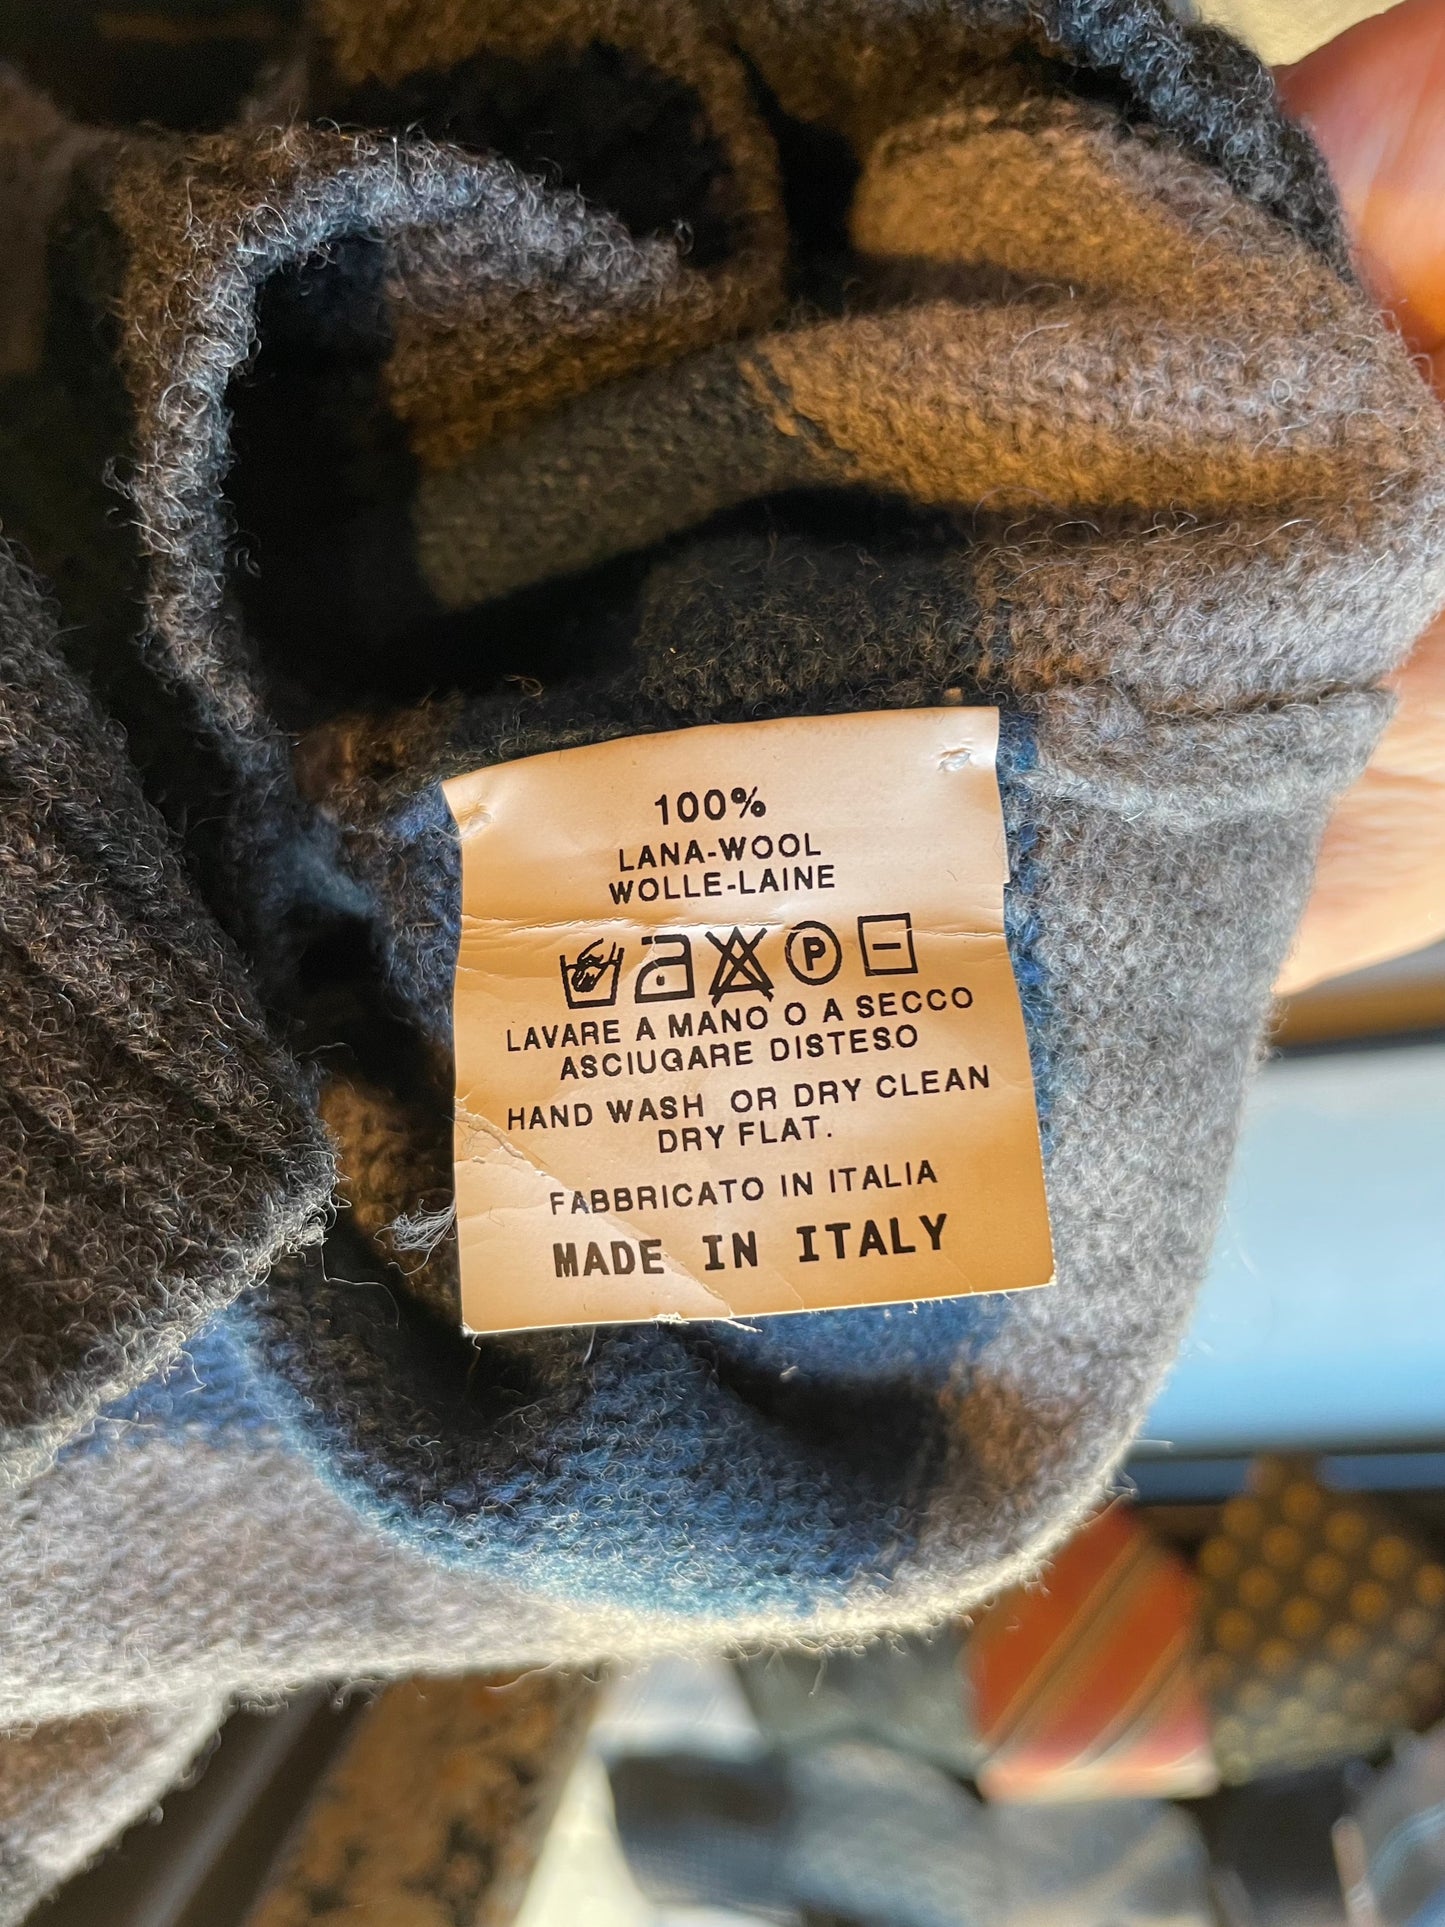 100%
LANA-WOOL
WOLLE-LAINE
P
LAVARE A MANO O A SECCO
ASCIUGARE DISTESO
HAND WASH OR DRY CLEAN
DRY FLAT.
FABBRICATO IN ITALIA
MADE IN ITALY